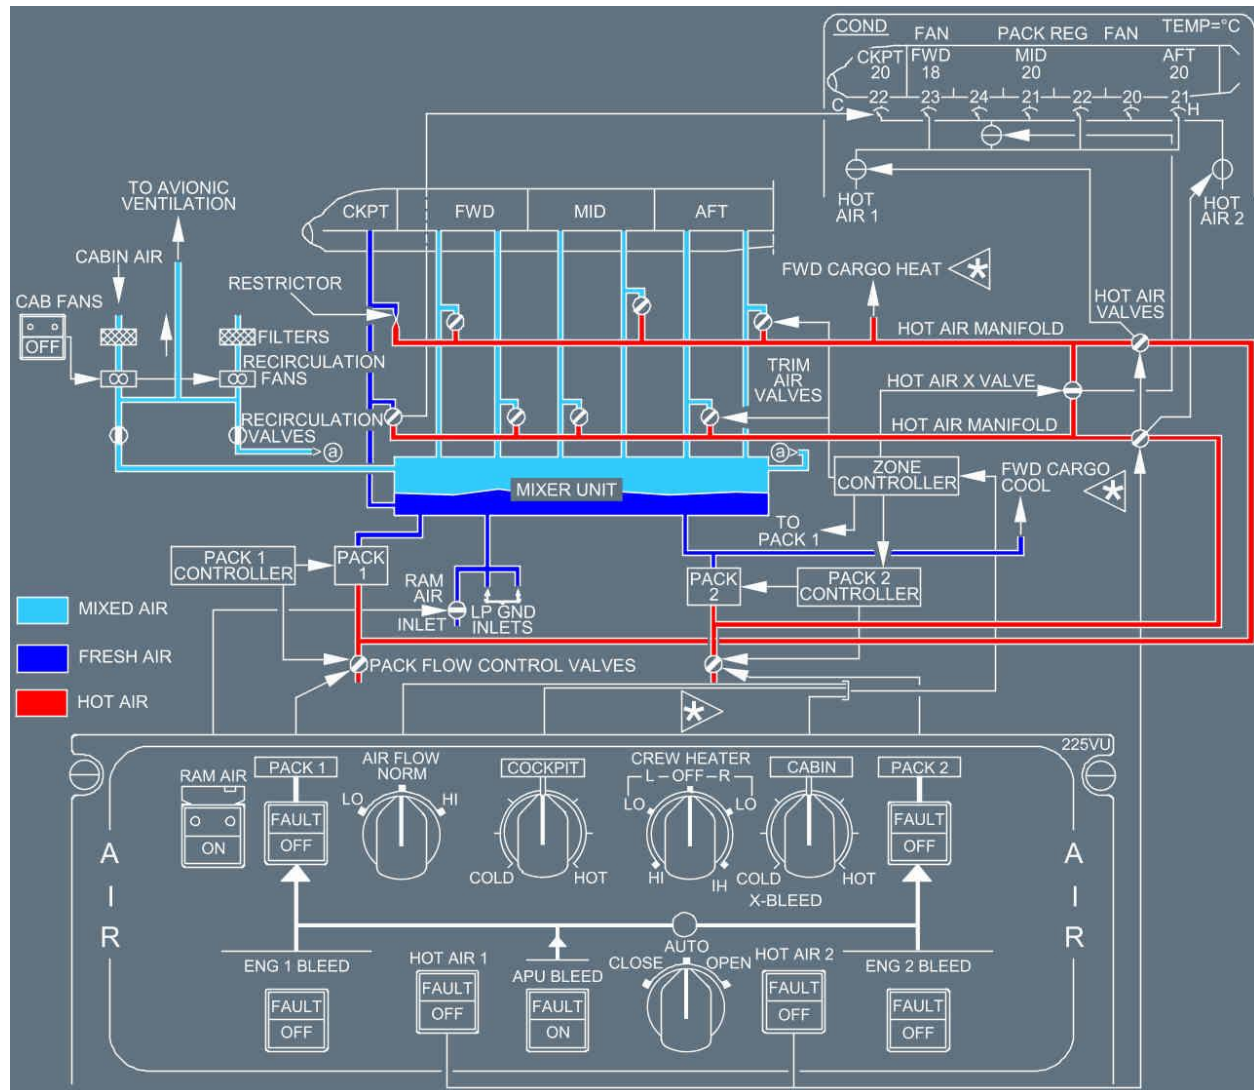 COND
TEMP=°C
FAN
PACK REG
FAN
CKPT
20
FWD
18
MID
20
AFT
20
22
23
24
21
22
20
21
C
H
HOT
AIR 1
HOT
AIR 2
TO AVIONIC
VENTILATION
CKPT
FWD
MID
AFT
CABIN AIR
RESTRICTOR
FWD CARGO HEAT
*
CAB FANS
OFF
FILTERS
HOT AIR
VALVES
HOT AIR MANIFOLD
RECIRCULATION
FANS
TRIM
AIR
VALVES
HOT AIR X VALVE
RECIRCULATION
VALVES
HOT AIR MANIFOLD
a
a
ZONE
CONTROLLER
FWD CARGO
COOL
*
MIXER UNIT
TO
PACK 1
PACK 1
CONTROLLER
PACK
1
RAM
AIR
INLET
LP GND
INLETS
PACK
2
PACK 2
CONTROLLER
MIXED AIR
FRESH AIR
HOT AIR
PACK FLOW CONTROL VALVES
*
225VU
RAM AIR
ON
PACK 1
FAULT
OFF
AIR FLOW
NORM
LO
HI
COCKPIT
COLD
HOT
CREW HEATER
L
OFF
R
LO
LO
HI
IH
CABIN
COLD
HOT
PACK 2
FAULT
OFF
X-BLEED
AUTO
CLOSE
OPEN
A
I
R
A
I
R
ENG 1 BLEED
FAULT
OFF
HOT AIR 1
FAULT
OFF
APU BLEED
FAULT
ON
HOT AIR 2
FAULT
OFF
ENG 2 BLEED
FAULT
OFF